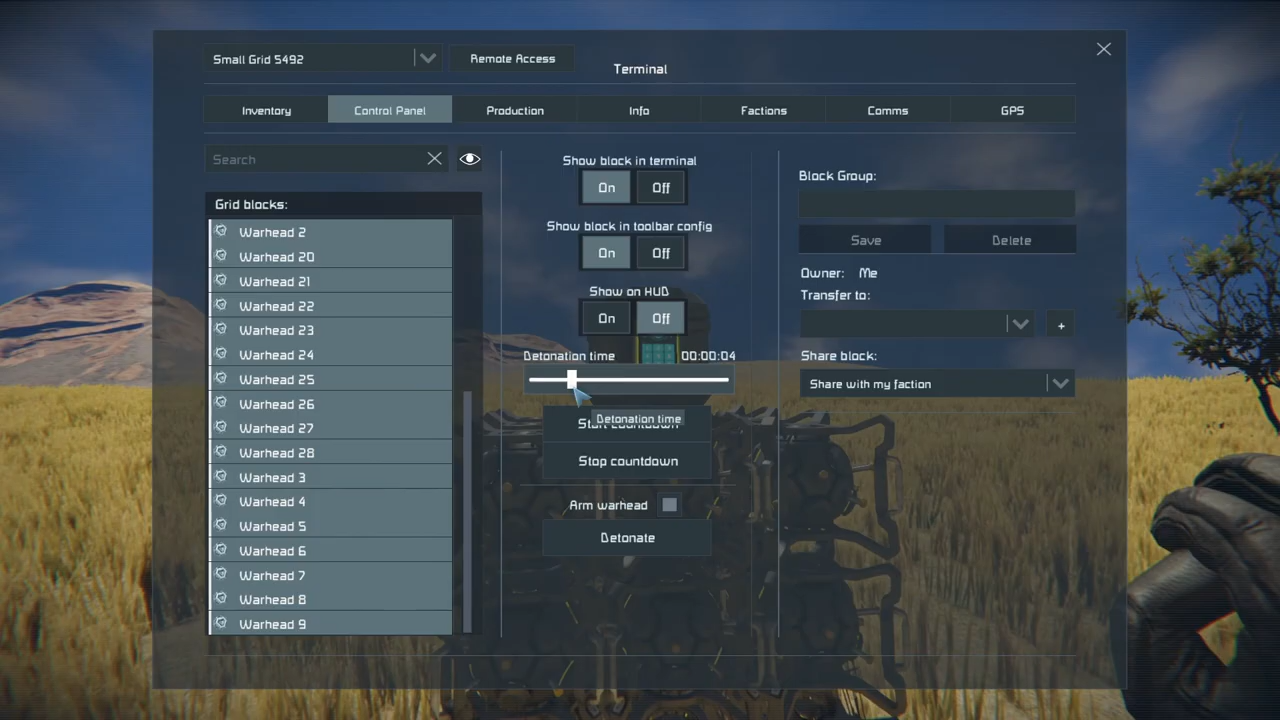 Small Grid 5492
Remote Access
Terminal
Inventory
Control Panel
Production
Info
Factions
Comms
GPS
Search
Grid blocks:
Warhead 2
Warhead 20
Warhead 21
Warhead 22
Warhead 23
Warhead 24
Warhead 25
Warhead 26
Warhead 27
Warhead 28
Warhead 3
Warhead 4
Warhead 5
Warhead 6
Warhead 7
Warhead 8
Warhead 9
Show block in terminal
On Off
Show block in toolbar config
On Off
Show on HUD
On Off
Detonation time 00:00:04
Detonation time
Start countdown
Stop countdown
Arm warhead
Detonate
Block Group:
Save Delete
Owner: Me
Transfer to:
+
Share block:
Share with my faction